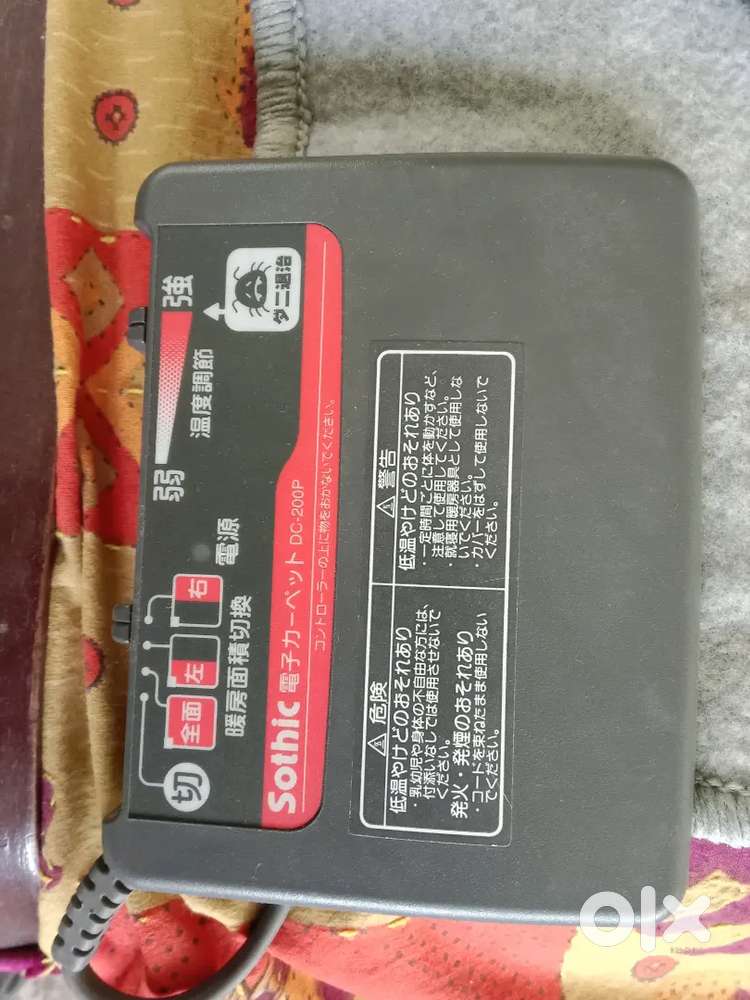 切
全面
左
右
暖房面積切換
電源
弱
強
温度調節
ダニ退治
Sothic 電子カーペット DC-200P
コントローラーの上に物をおかないでください。
⚠ 危険
低温やけどのおそれあり
・乳幼児や身体の不自由な方には、
付添いなしでは使用させないで
ください。
発火・発煙のおそれあり
・コードを束ねたまま使用しない
でください。
⚠ 警告
低温やけどのおそれあり
・一定時間ごとに体を動かすなど、
注意して使用してください。
・就寝用暖房器具として使用しな
いでください。
・カバーをはずして使用しないで
ください。
olx